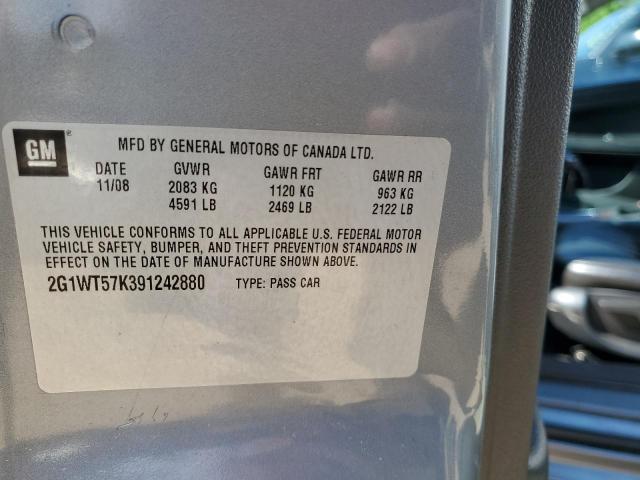 GM
MFD BY GENERAL MOTORS OF CANADA LTD.
DATE GVWR GAWR FRT GAWR RR
11/08 2083 KG 1120 KG 963 KG
4591 LB 2469 LB 2122 LB
THIS VEHICLE CONFORMS TO ALL APPLICABLE U.S. FEDERAL MOTOR
VEHICLE SAFETY, BUMPER, AND THEFT PREVENTION STANDARDS IN
EFFECT ON THE DATE OF MANUFACTURE SHOWN ABOVE.
2G1WT57K391242880 TYPE: PASS CAR